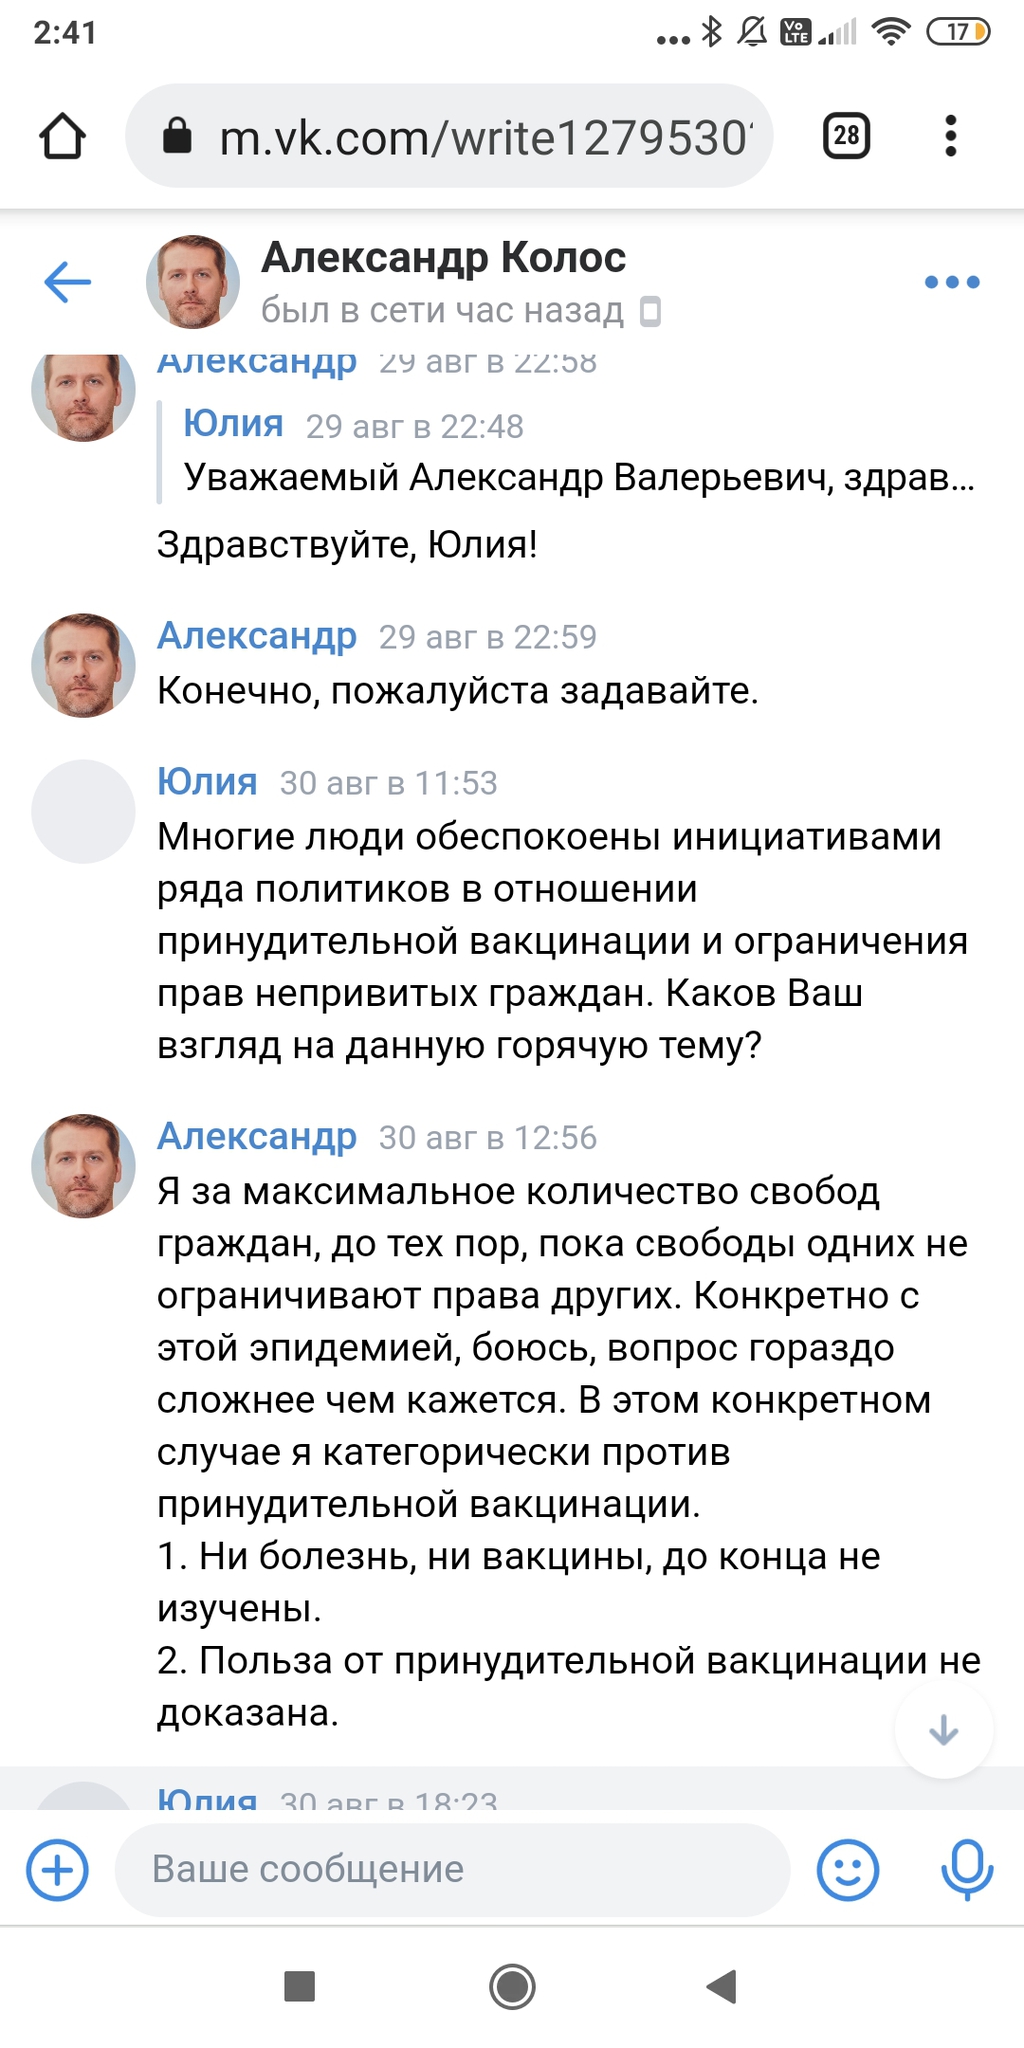 2:41
Vo LTE
17
m.vk.com/write1279530
28
Александр Колос
был в сети час назад
Александр 29 авг в 22:58
Юлия 29 авг в 22:48
Уважаемый Александр Валерьевич, здрав...
Здравствуйте, Юлия!
Александр 29 авг в 22:59
Конечно, пожалуйста задавайте.
Юлия 30 авг в 11:53
Многие люди обеспокоены инициативами
ряда политиков в отношении
принудительной вакцинации и ограничения
прав непривитых граждан. Каков Ваш
взгляд на данную горячую тему?
Александр 30 авг в 12:56
Я за максимальное количество свобод
граждан, до тех пор, пока свободы одних не
ограничивают права других. Конкретно с
этой эпидемией, боюсь, вопрос гораздо
сложнее чем кажется. В этом конкретном
случае я категорически против
принудительной вакцинации.
1. Ни болезнь, ни вакцины, до конца не
изучены.
2. Польза от принудительной вакцинации не
доказана.
Юлия 30 авг в 18:23
Ваше сообщение